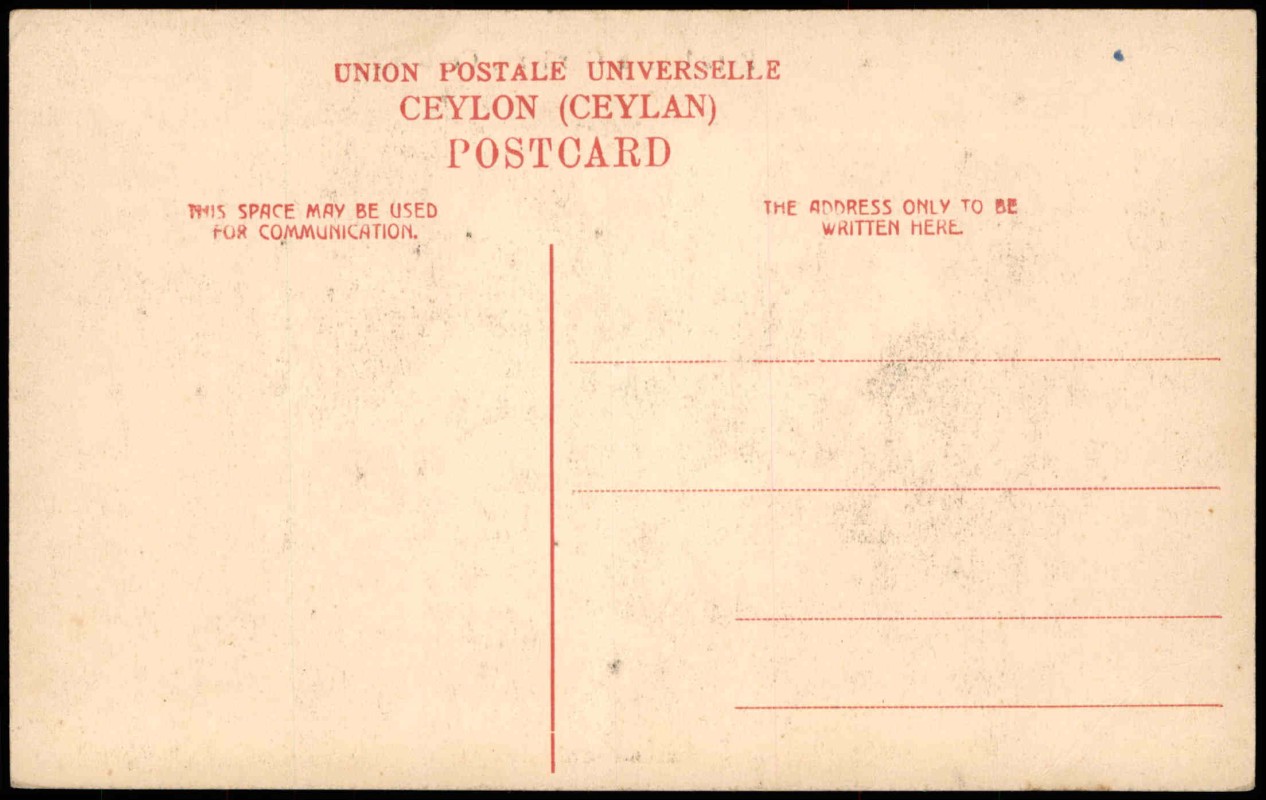 UNION POSTALE UNIVERSELLE
CEYLON (CEYLAN)
POSTCARD
THIS SPACE MAY BE USED
FOR COMMUNICATION.
THE ADDRESS ONLY TO BE
WRITTEN HERE.